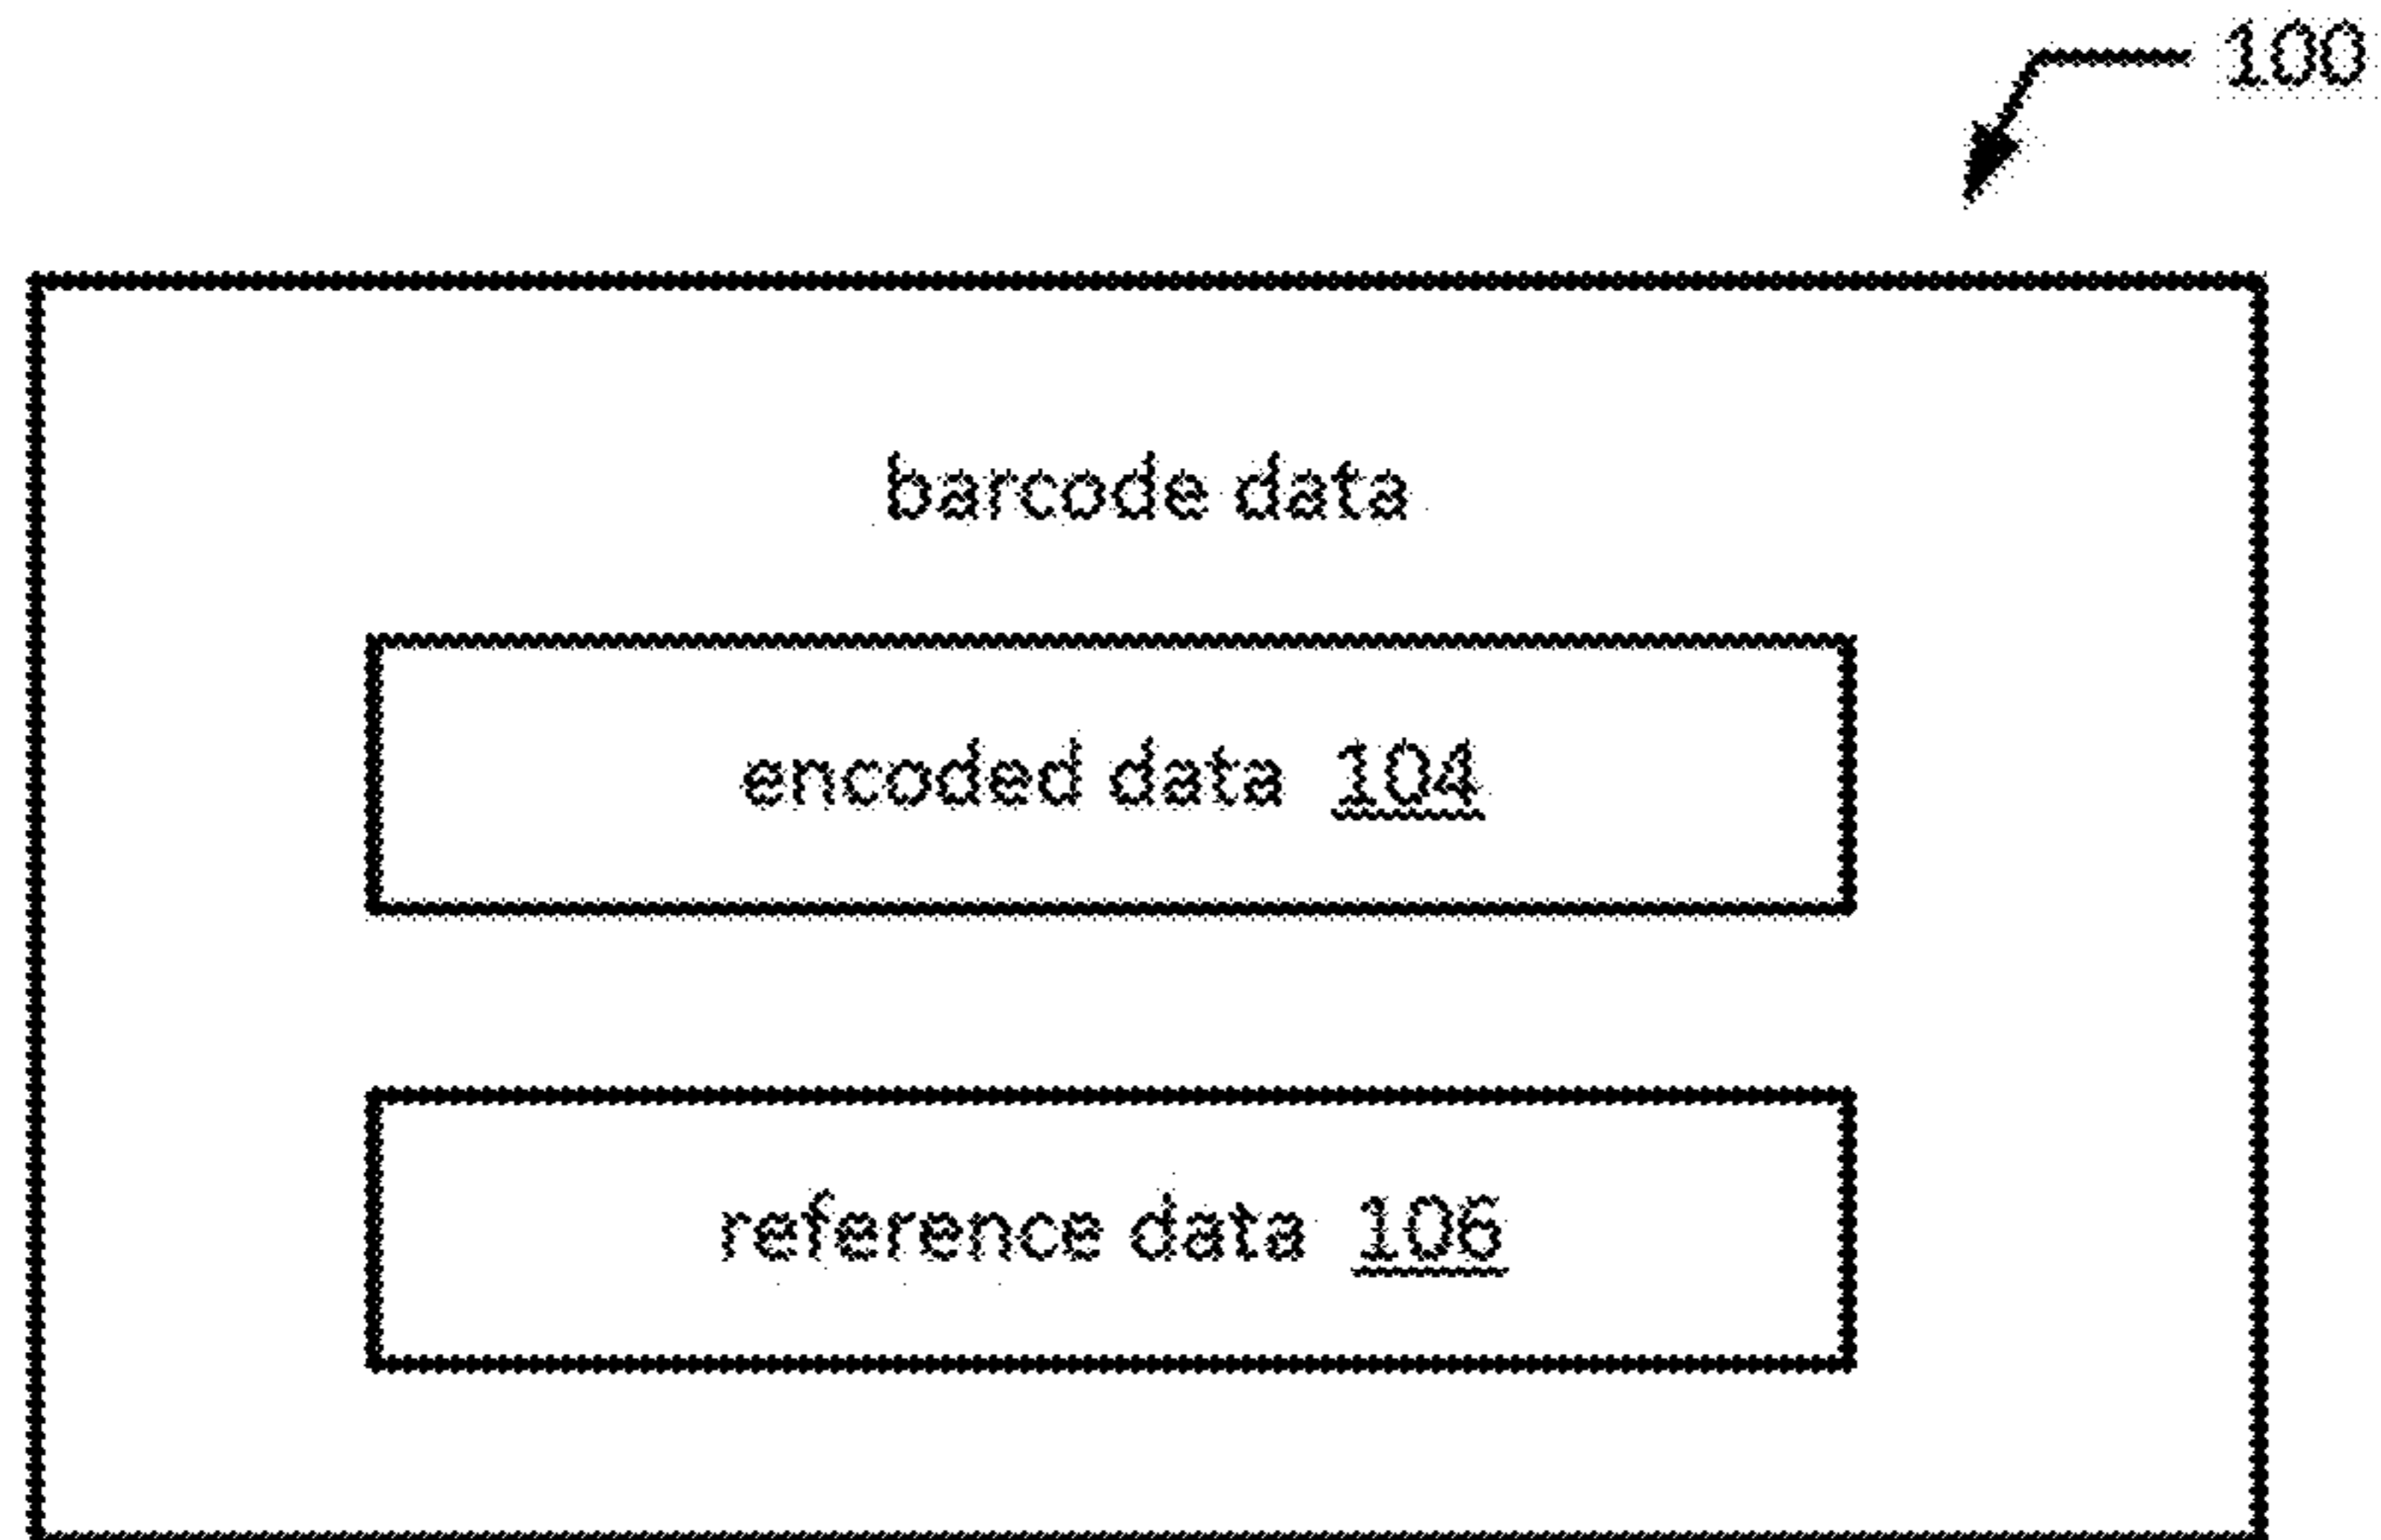 100
barcode data
encoded data 104
reference data 106